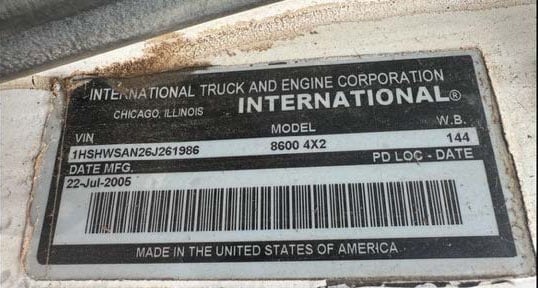 INTERNATIONAL TRUCK AND ENGINE CORPORATION
CHICAGO, ILLINOIS INTERNATIONAL®
VIN MODEL W.B.
1HSHWSAN26J261986 8600 4X2 144
DATE MFG. PD LOC - DATE
22-Jul-2005
MADE IN THE UNITED STATES OF AMERICA